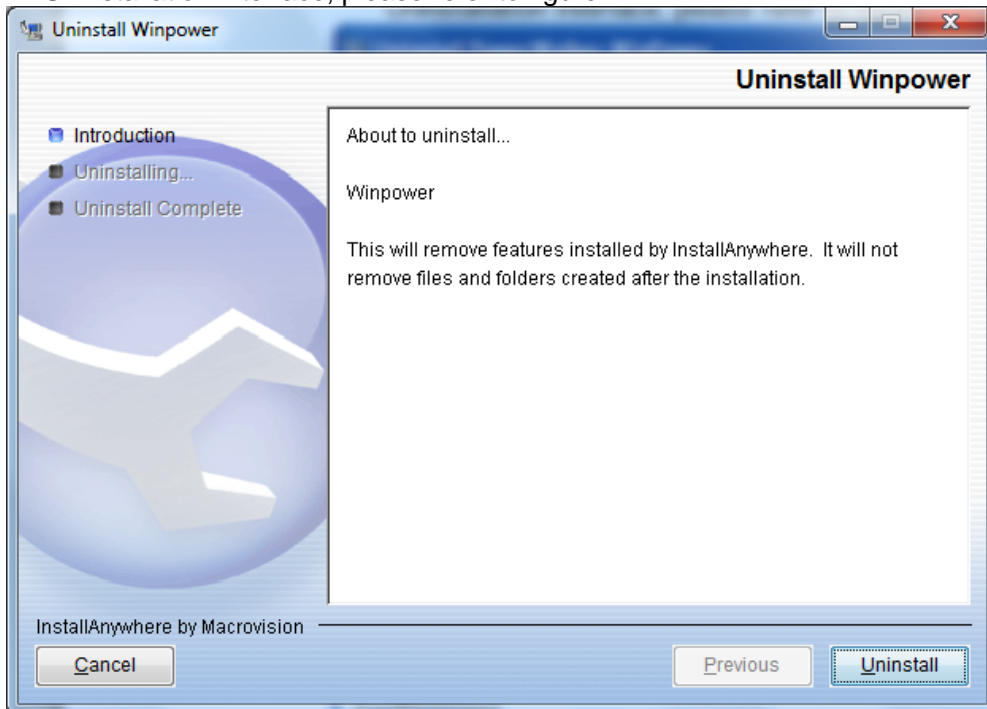 Uninstall Winpower
Uninstall Winpower
Introduction
Uninstalling...
Uninstall Complete
About to uninstall...
Winpower
This will remove features installed by InstallAnywhere. It will not
remove files and folders created after the installation.
InstallAnywhere by Macrovision
Cancel
Previous
Uninstall